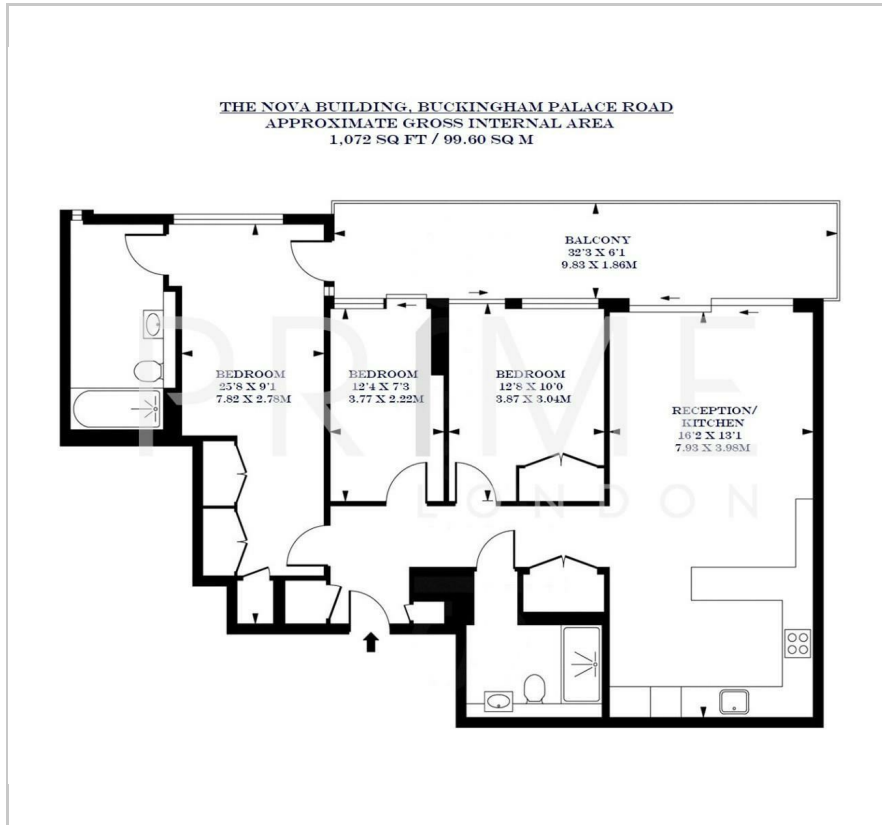 THE NOVA BUILDING, BUCKINGHAM PALACE ROAD
APPROXIMATE GROSS INTERNAL AREA
1,072 SQ FT / 99.60 SQ M
BALCONY
32'3 X 6'1
9.83 X 1.86M
BEDROOM
25'8 X 9'1
7.82 X 2.78M
BEDROOM
12'4 X 7'3
3.77 X 2.22M
BEDROOM
12'8 X 10'0
3.87 X 3.04M
RECEPTION/
KITCHEN
16'2 X 13'1
7.93 X 3.98M
PRIME
LONDON